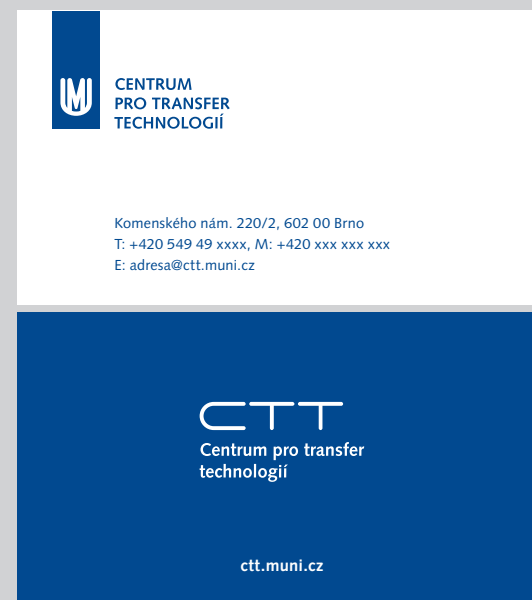 MU
CENTRUM
PRO TRANSFER
TECHNOLOGIÍ
Komenského nám. 220/2, 602 00 Brno
T: +420 549 49 xxxx, M: +420 xxx xxx xxx
E: adresa@ctt.muni.cz
CTT
Centrum pro transfer
technologií
ctt.muni.cz